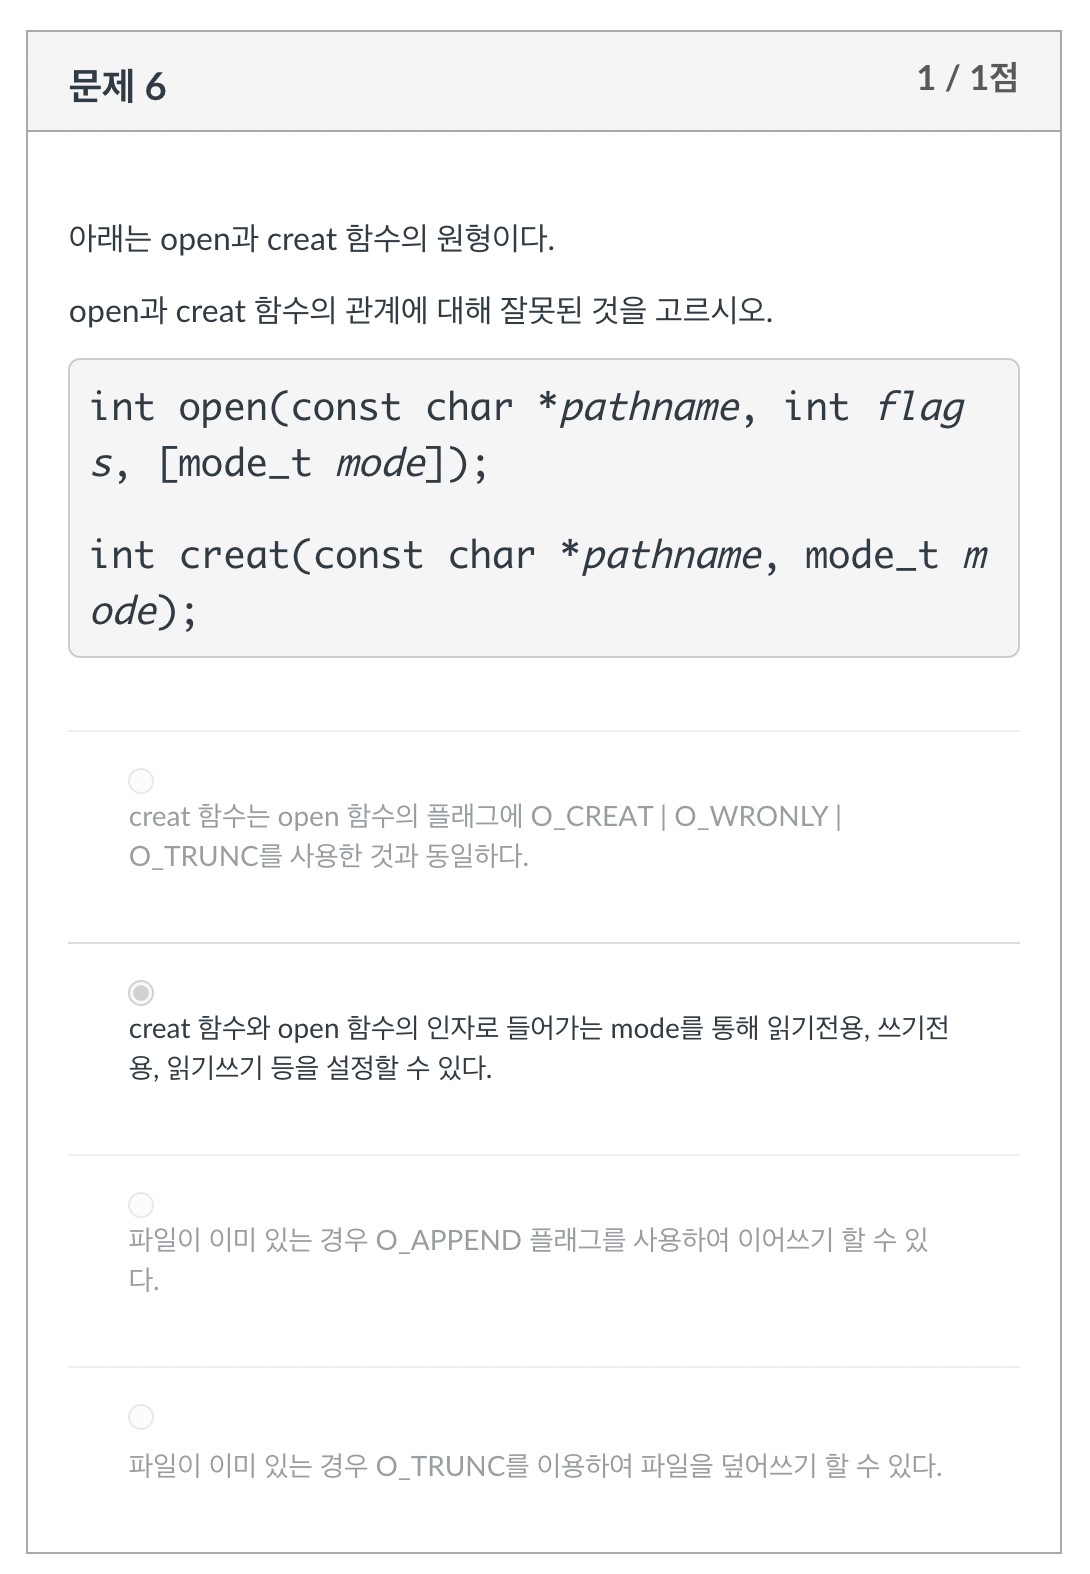 문제 6
1 / 1점
아래는 open과 creat 함수의 원형이다.
open과 creat 함수의 관계에 대해 잘못된 것을 고르시오.
int open(const char *pathname, int flag
s, [mode_t mode]);
int creat(const char *pathname, mode_t m
ode);
creat 함수는 open 함수의 플래그에 O_CREAT | O_WRONLY |
O_TRUNC를 사용한 것과 동일하다.
creat 함수와 open 함수의 인자로 들어가는 mode를 통해 읽기전용, 쓰기전
용, 읽기쓰기 등을 설정할 수 있다.
파일이 이미 있는 경우 O_APPEND 플래그를 사용하여 이어쓰기 할 수 있
다.
파일이 이미 있는 경우 O_TRUNC를 이용하여 파일을 덮어쓰기 할 수 있다.